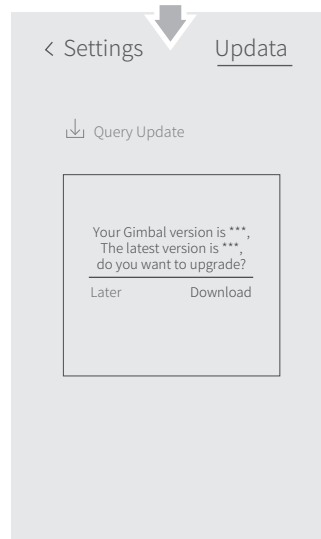 < Settings Updata
Query Update
Your Gimbal version is ***,
The latest version is ***,
do you want to upgrade?
Later Download